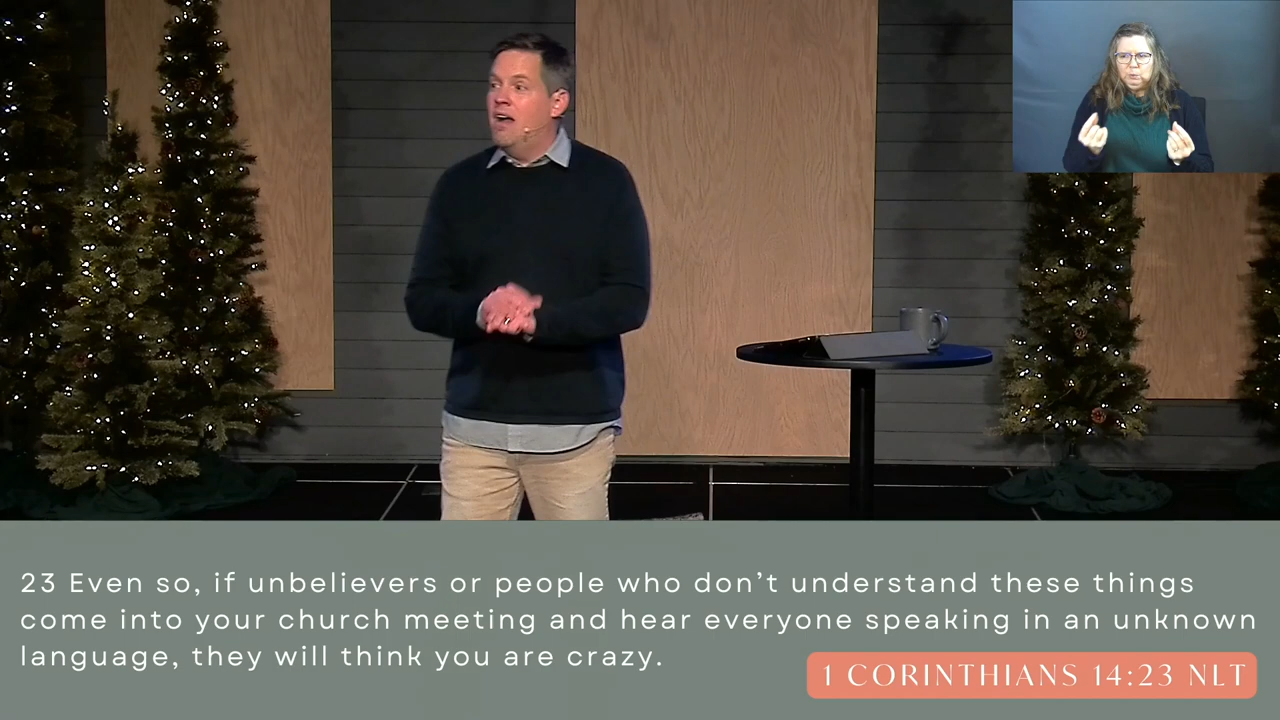 23 Even so, if unbelievers or people who don’t understand these things
come into your church meeting and hear everyone speaking in an unknown
language, they will think you are crazy.
1 CORINTHIANS 14:23 NLT